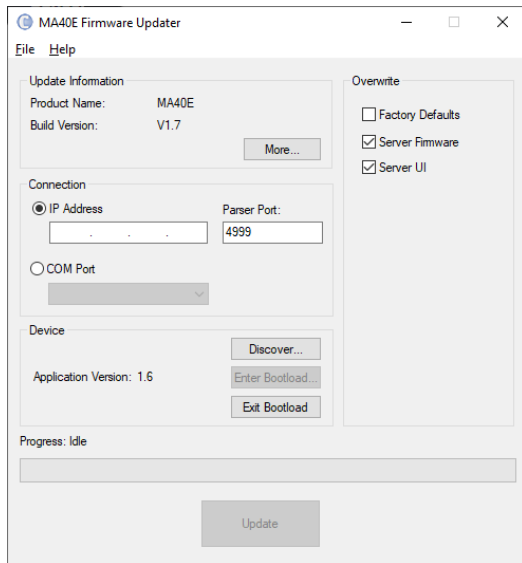 MA40E Firmware Updater
File Help
Update Information
Product Name: MA40E
Build Version: V1.7
More...
Connection
IP Address
Parser Port:
. . .
4999
COM Port
Device
Discover...
Application Version: 1.6
Enter Bootload...
Exit Bootload
Overwrite
Factory Defaults
Server Firmware
Server UI
Progress: Idle
Update